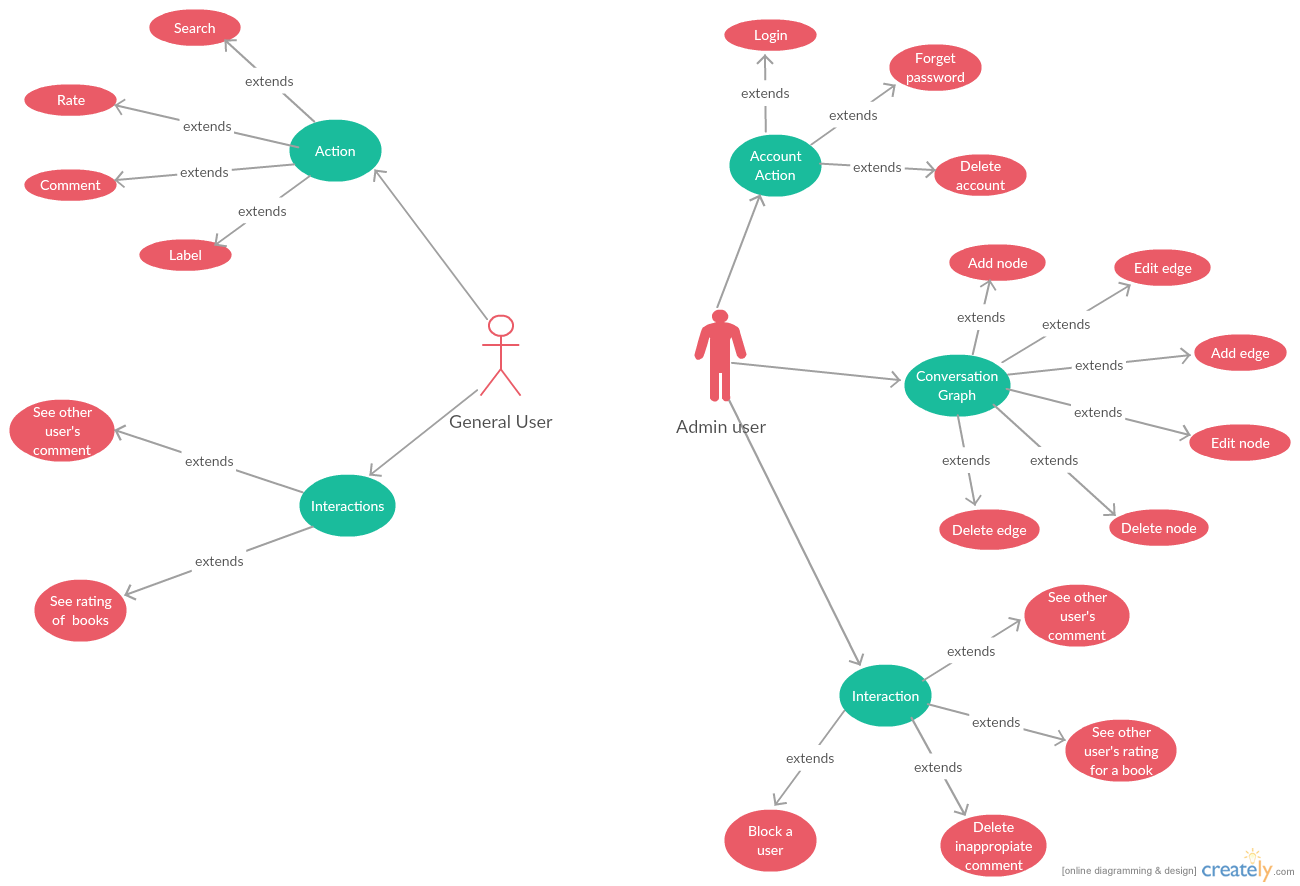 Search
extends
Rate
extends
Action
extends
Comment
extends
Label
General User
See other
user's
comment
extends
Interactions
extends
See rating
of books
Login
Forget
password
extends
extends
Account
Action
extends
Delete
account
Add node
Edit edge
extends
extends
Add edge
extends
Conversation
Graph
extends
Edit node
Admin user
extends
extends
Delete edge
Delete node
See other
user's
comment
extends
Interaction
extends
See other
user's rating
for a book
extends
extends
Block a
user
Delete
inappropiate
comment
[online diagramming & design] creately.com